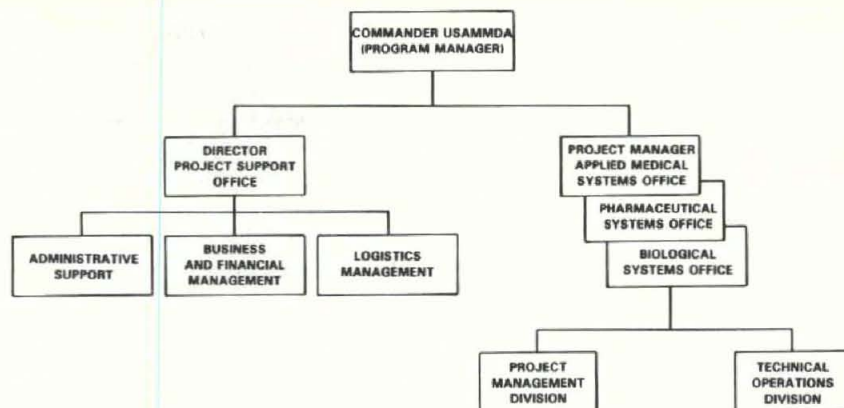 COMMANDER USAMMDA
(PROGRAM MANAGER)
DIRECTOR
PROJECT SUPPORT
OFFICE
PROJECT MANAGER
APPLIED MEDICAL
SYSTEMS OFFICE
PHARMACEUTICAL
SYSTEMS OFFICE
BIOLOGICAL
SYSTEMS OFFICE
ADMINISTRATIVE
SUPPORT
BUSINESS
AND FINANCIAL
MANAGEMENT
LOGISTICS
MANAGEMENT
PROJECT
MANAGEMENT
DIVISION
TECHNICAL
OPERATIONS
DIVISION